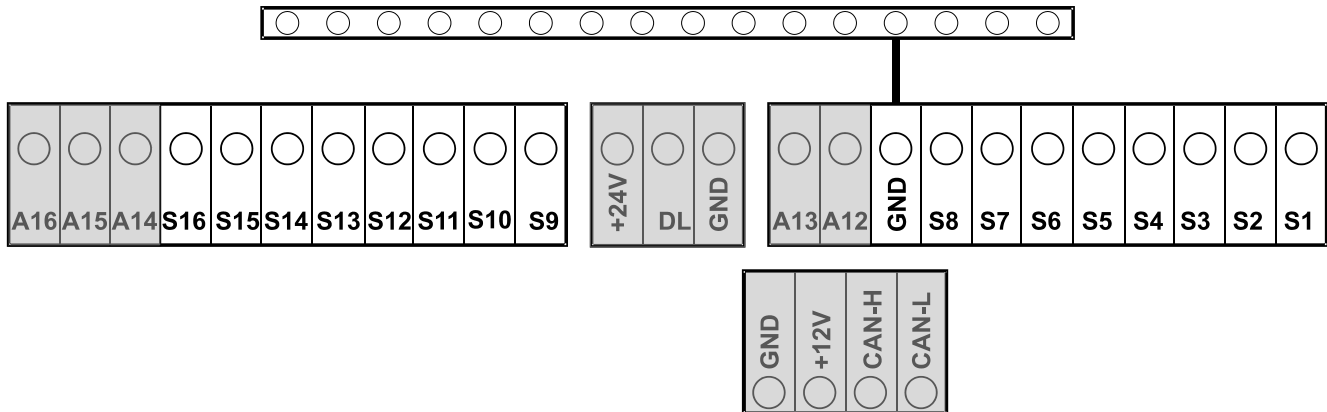 A16 A15 A14 S16 S15 S14 S13 S12 S11 S10 S9 +24V DL GND A13 A12 GND S8 S7 S6 S5 S4 S3 S2 S1
GND +12V CAN-H CAN-L